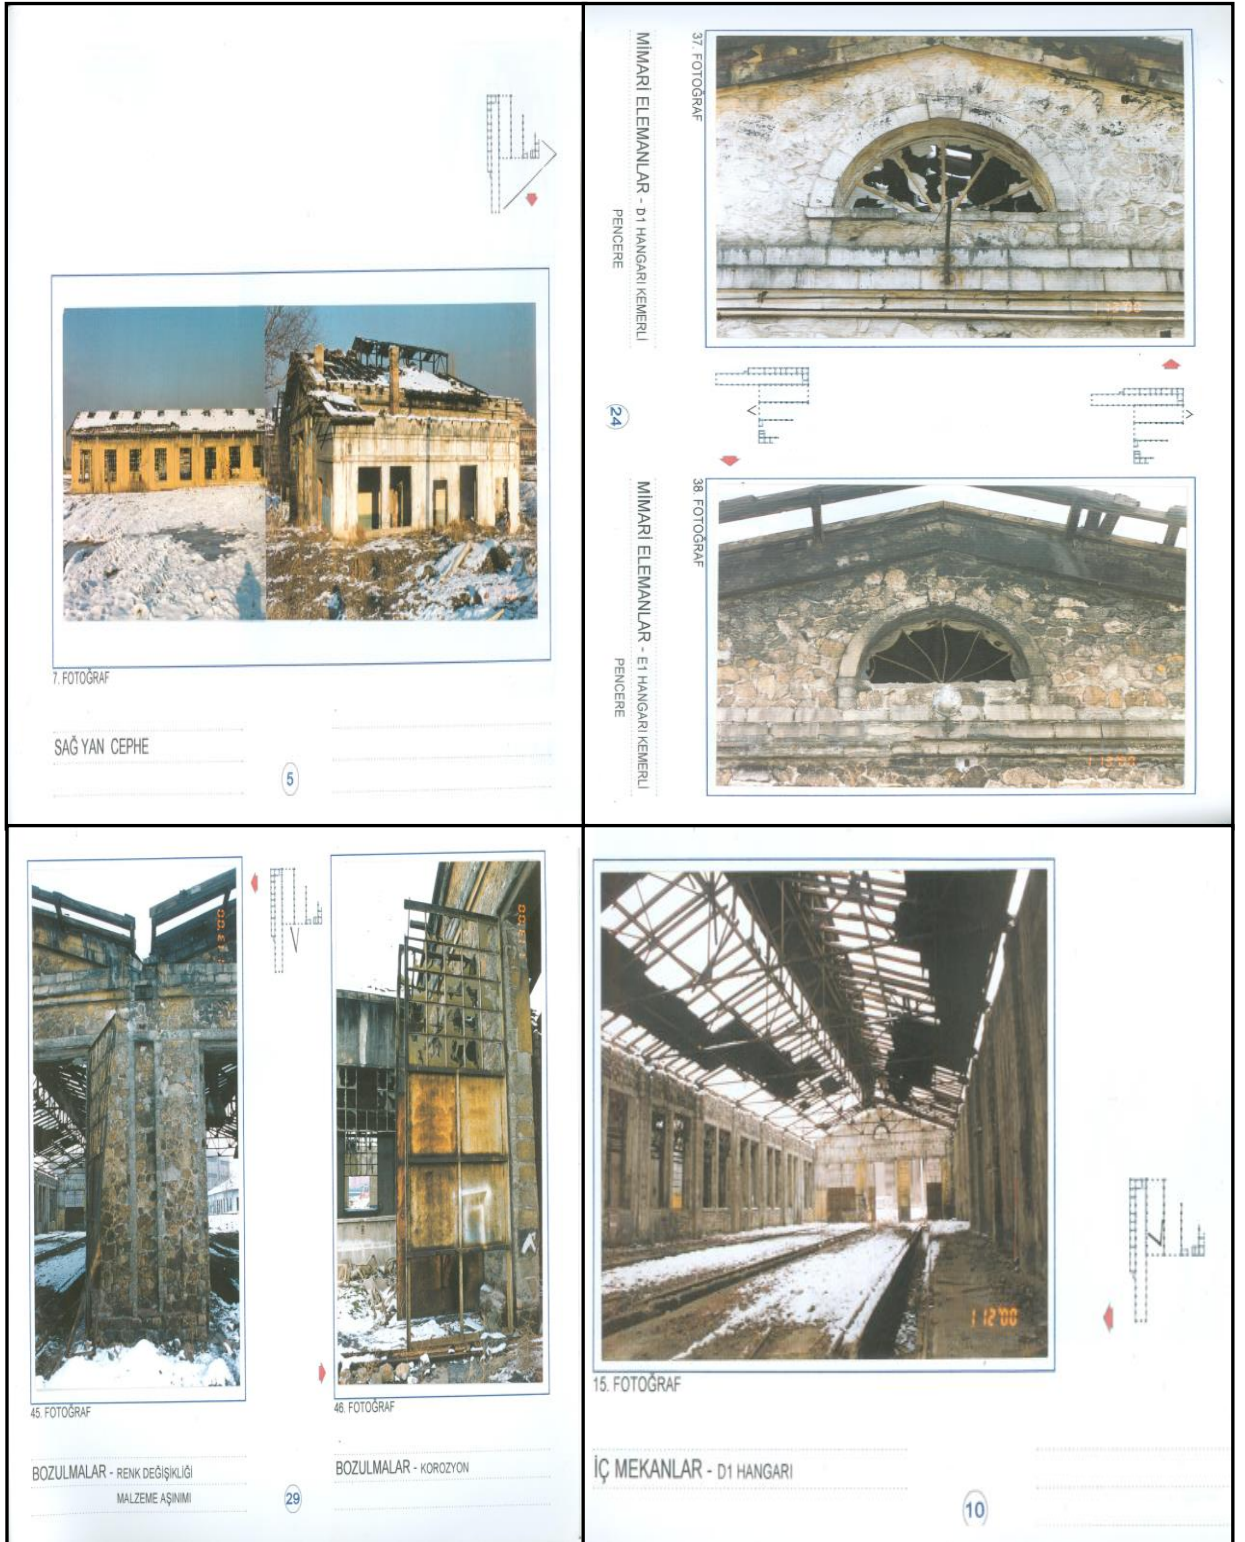 7. FOTOĞRAF
SAĞ YAN CEPHE
5
37. FOTOĞRAF
MİMARİ ELEMANLAR - D1 HANGARI KEMERLİ
PENCERE
24
38. FOTOĞRAF
MİMARİ ELEMANLAR - E1 HANGARI KEMERLİ
PENCERE
45. FOTOĞRAF
BOZULMALAR - RENK DEĞİŞİKLİĞİ
MALZEME AŞINIMI
29
46. FOTOĞRAF
BOZULMALAR - KOROZYON
1 12'00
15. FOTOĞRAF
İÇ MEKANLAR - D1 HANGARI
10